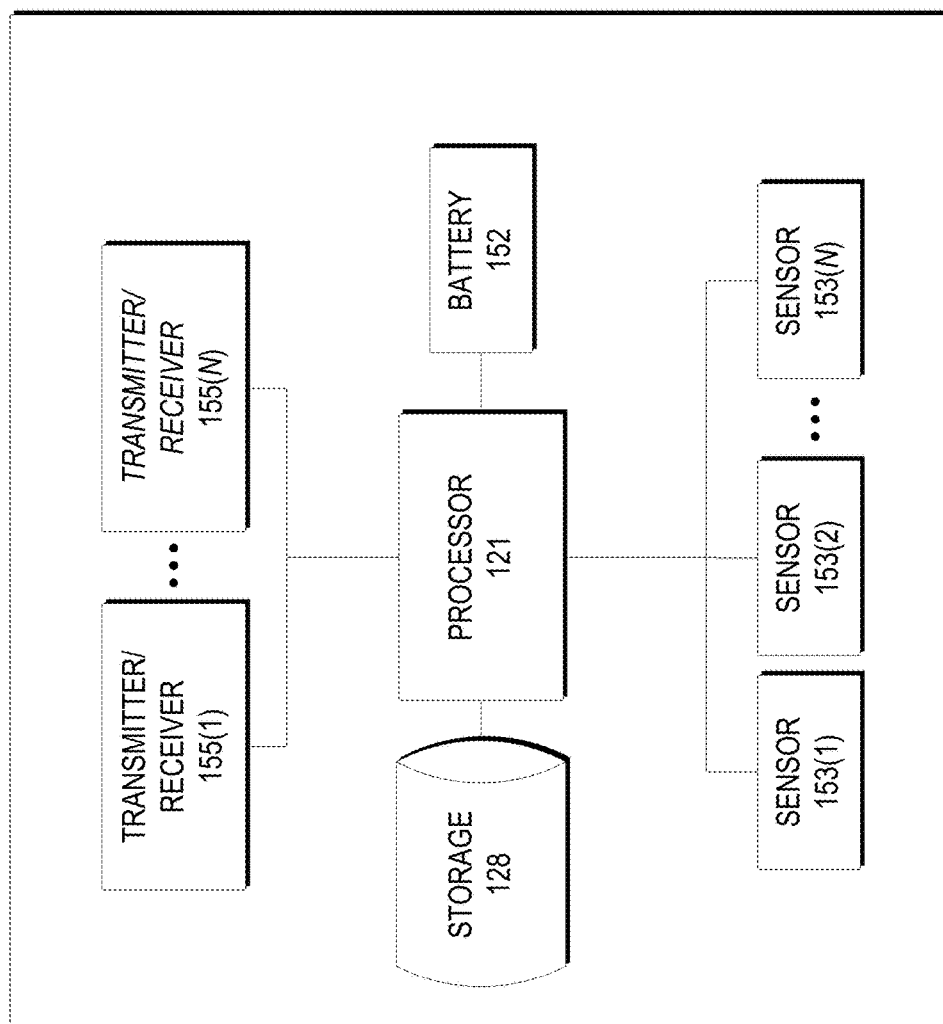 TRANSMITTER/
RECEIVER
155(1)
•••
TRANSMITTER/
RECEIVER
155(N)
STORAGE
128
PROCESSOR
121
BATTERY
152
SENSOR
153(1)
SENSOR
153(2)
•••
SENSOR
153(N)